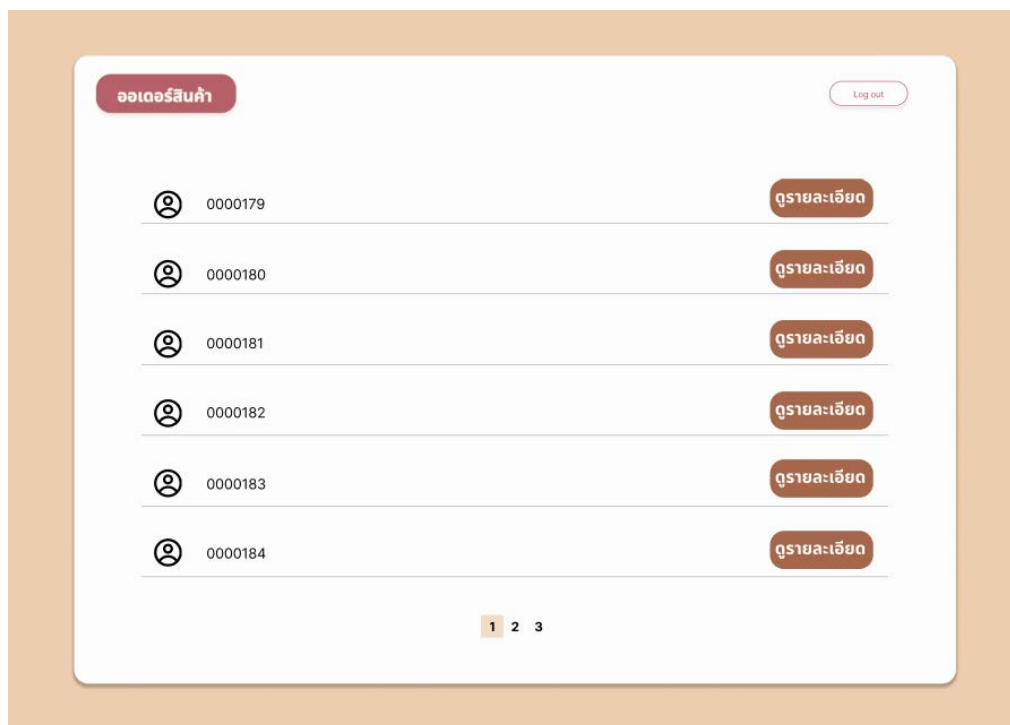 ออเดอร์สินค้า
Log out
0000179 ดูรายละเอียด
0000180 ดูรายละเอียด
0000181 ดูรายละเอียด
0000182 ดูรายละเอียด
0000183 ดูรายละเอียด
0000184 ดูรายละเอียด
1 2 3